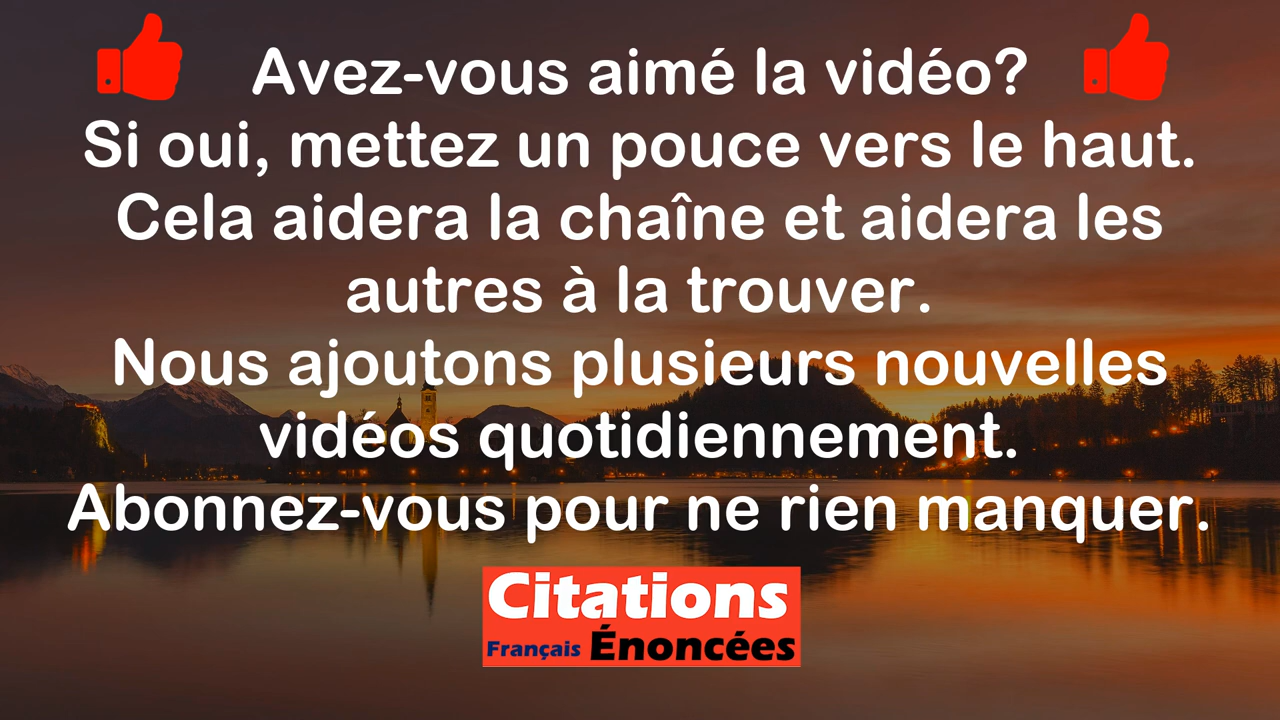 Avez-vous aimé la vidéo?
Si oui, mettez un pouce vers le haut.
Cela aidera la chaîne et aidera les
autres à la trouver.
Nous ajoutons plusieurs nouvelles
vidéos quotidiennement.
Abonnez-vous pour ne rien manquer.
Citations
Français Énoncées